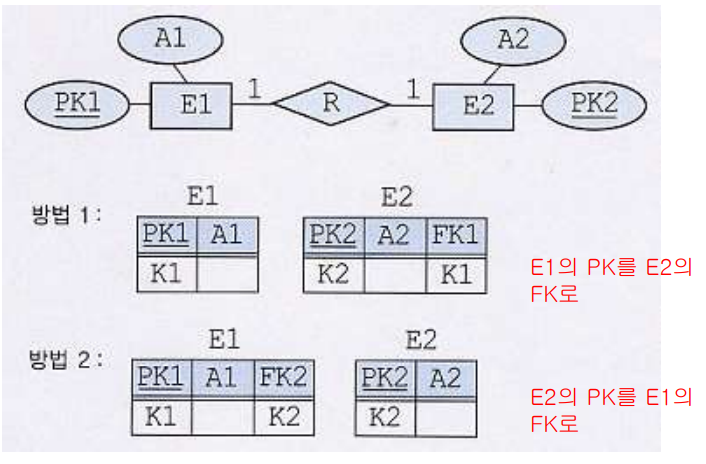 A1 A2
PK1 E1 1 R 1 E2 PK2
E1 E2
방법 1:
PK1 A1 PK2 A2 FK1
K1 K2 K1
E1의 PK를 E2의
FK로
E1 E2
방법 2:
PK1 A1 FK2 PK2 A2
K1 K2 K2
E2의 PK를 E1의
FK로